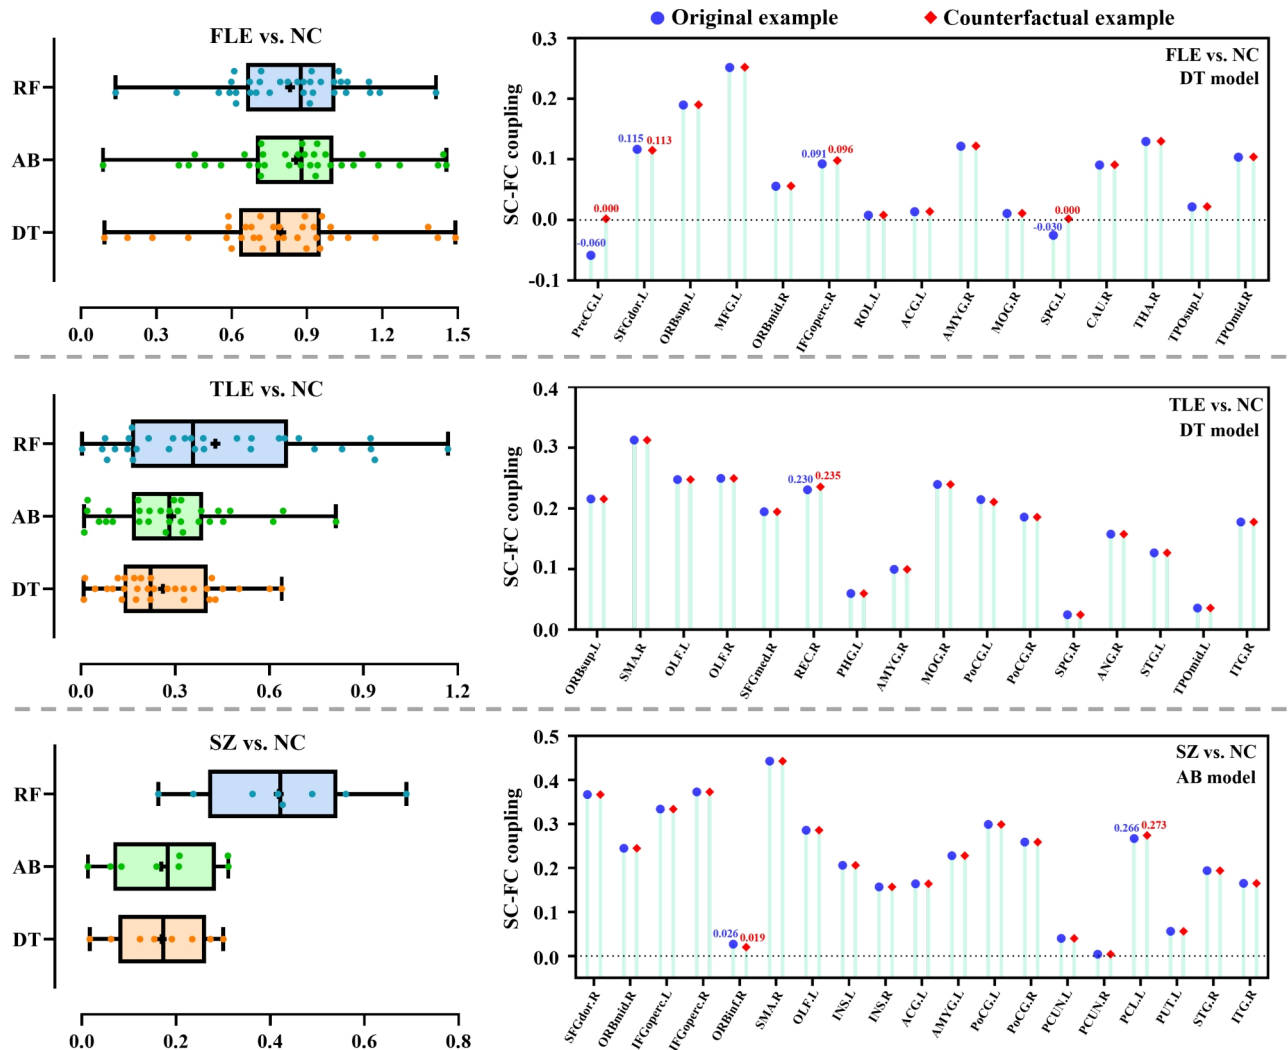 Original example
Counterfactual example
FLE vs. NC
RF
AB
DT
0.0 0.3 0.6 0.9 1.2 1.5
SC-FC coupling
0.3
0.2
0.1
0.0
-0.1
FLE vs. NC
DT model
-0.060 0.000
0.115 0.113
0.091 0.096
-0.030 0.000
PreCG.L
SFGdor.L
ORBsup.L
MFG.L
ORBmid.R
IFGoperc.R
ROL.L
ACG.L
AMYG.R
MOG.R
SPG.L
CAU.R
THA.R
TPOsup.L
TPOmid.R
TLE vs. NC
RF
AB
DT
0.0 0.3 0.6 0.9 1.2
SC-FC coupling
0.4
0.3
0.2
0.1
0.0
TLE vs. NC
DT model
0.230 0.235
ORBsup.L
SMA.R
OLF.L
OLF.R
SFGmed.R
REC.R
PHG.L
AMYG.R
MOG.R
PoCG.L
PoCG.R
SPG.R
ANG.R
STG.L
TPOmid.L
ITG.R
SZ vs. NC
RF
AB
DT
0.0 0.2 0.4 0.6 0.8
SC-FC coupling
0.5
0.4
0.3
0.2
0.1
0.0
SZ vs. NC
AB model
0.026 0.019
0.266 0.273
SFGdor.R
ORBmid.R
IFGoperc.L
IFGoperc.R
ORBinf.R
SMA.R
OLF.L
INS.L
INS.R
ACG.L
AMYG.L
PoCG.L
PoCG.R
PCUN.L
PCUN.R
PCL.L
PUT.L
STG.R
ITG.R